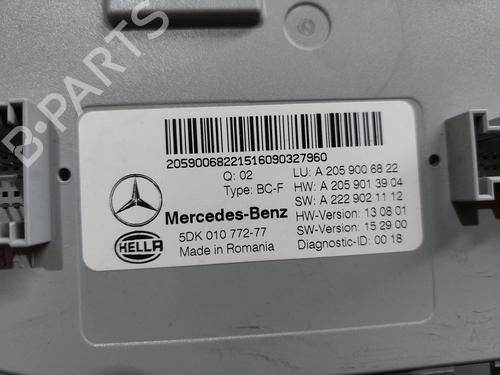 20590068221516090327960
Q: 02
Type: BC-F
LU: A 205 900 68 22
HW: A 205 901 39 04
SW: A 222 902 11 12
Mercedes-Benz
HW-Version: 13 08 01
HELLA
5DK 010 772-77
SW-Version: 15 29 00
Made in Romania
Diagnostic-ID: 00 18
B-PARTS